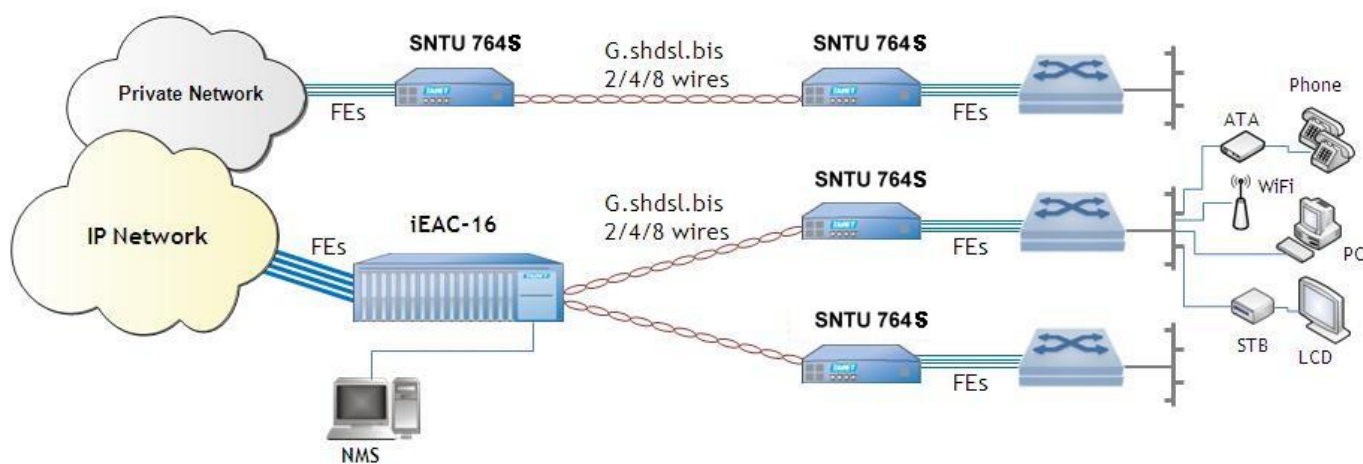 SNTU 764S
G.shdsl.bis
2/4/8 wires
SNTU 764S
Private Network
FEs
FEs
Phone
ATA
SNTU 764S
WiFi
IP Network
FEs
iEAC-16
G.shdsl.bis
2/4/8 wires
FEs
PC
SNTU 764S
STB
LCD
FEs
NMS